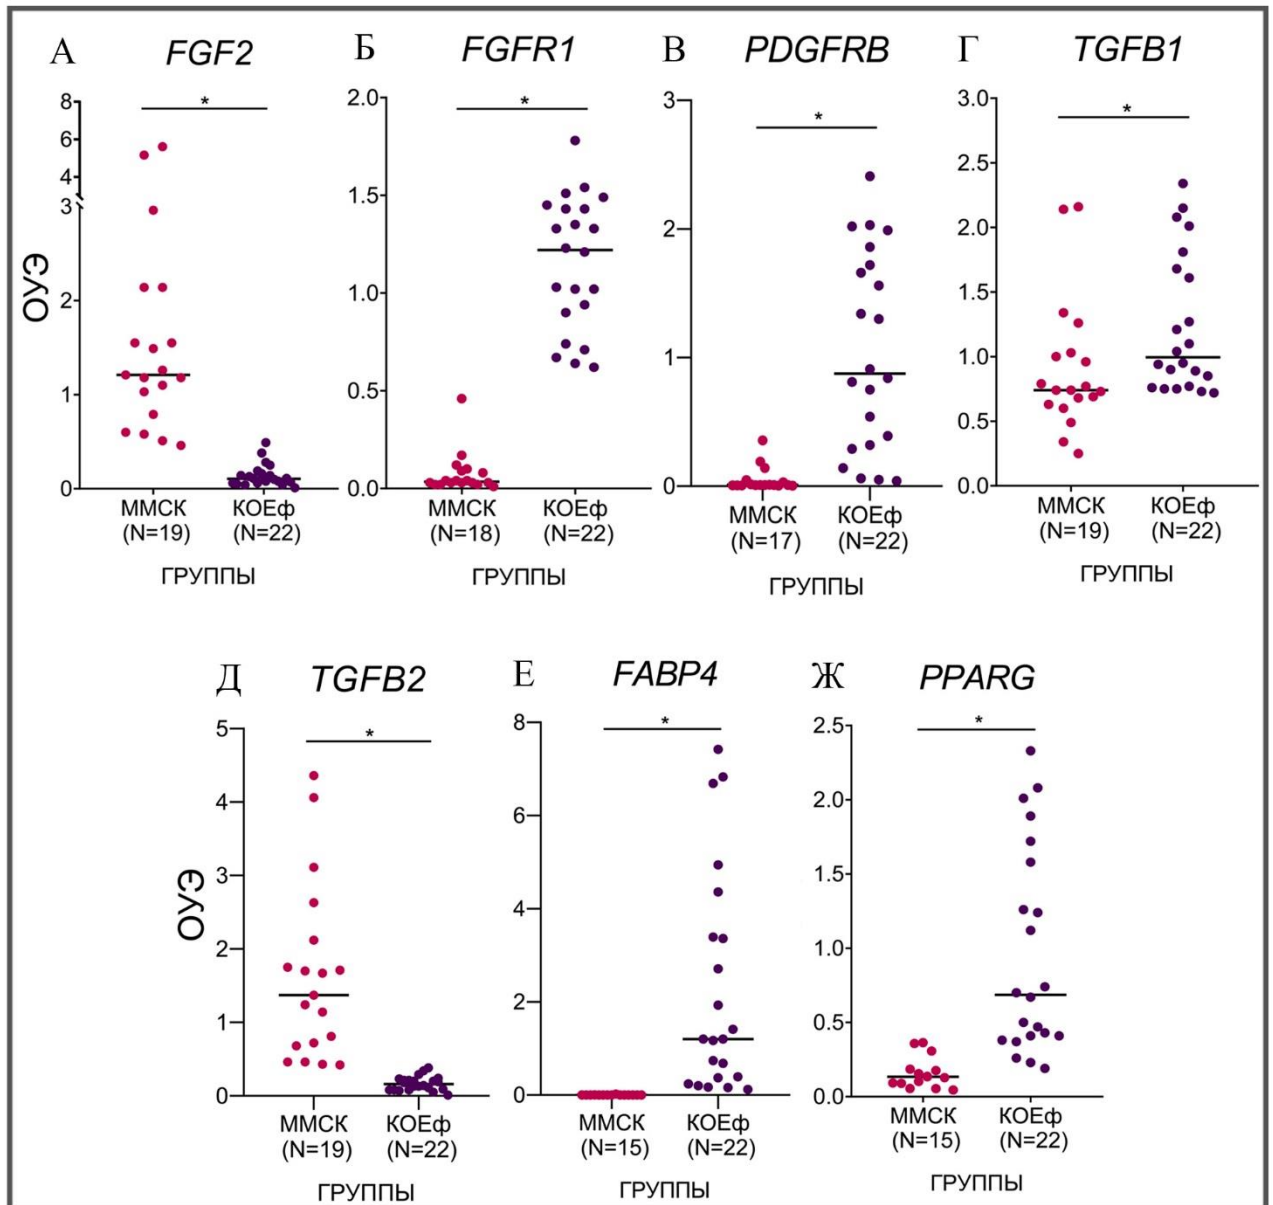 А FGF2
*
8
6
4
3
2
1
0
ОУЭ
ММСК КОЕф
(N=19) (N=22)
ГРУППЫ
Б FGFR1
*
2.0
1.5
1.0
0.5
0.0
ММСК КОЕф
(N=18) (N=22)
ГРУППЫ
В PDGFRB
*
3
2
1
0
ММСК КОЕф
(N=17) (N=22)
ГРУППЫ
Г TGFB1
*
3.0
2.5
2.0
1.5
1.0
0.5
0.0
ММСК КОЕф
(N=19) (N=22)
ГРУППЫ
Д TGFB2
*
5
4
3
2
1
0
ОУЭ
ММСК КОЕф
(N=19) (N=22)
ГРУППЫ
Е FABP4
*
8
6
4
2
0
ММСК КОЕф
(N=15) (N=22)
ГРУППЫ
Ж PPARG
*
2.5
2.0
1.5
1.0
0.5
0.0
ММСК КОЕф
(N=15) (N=22)
ГРУППЫ